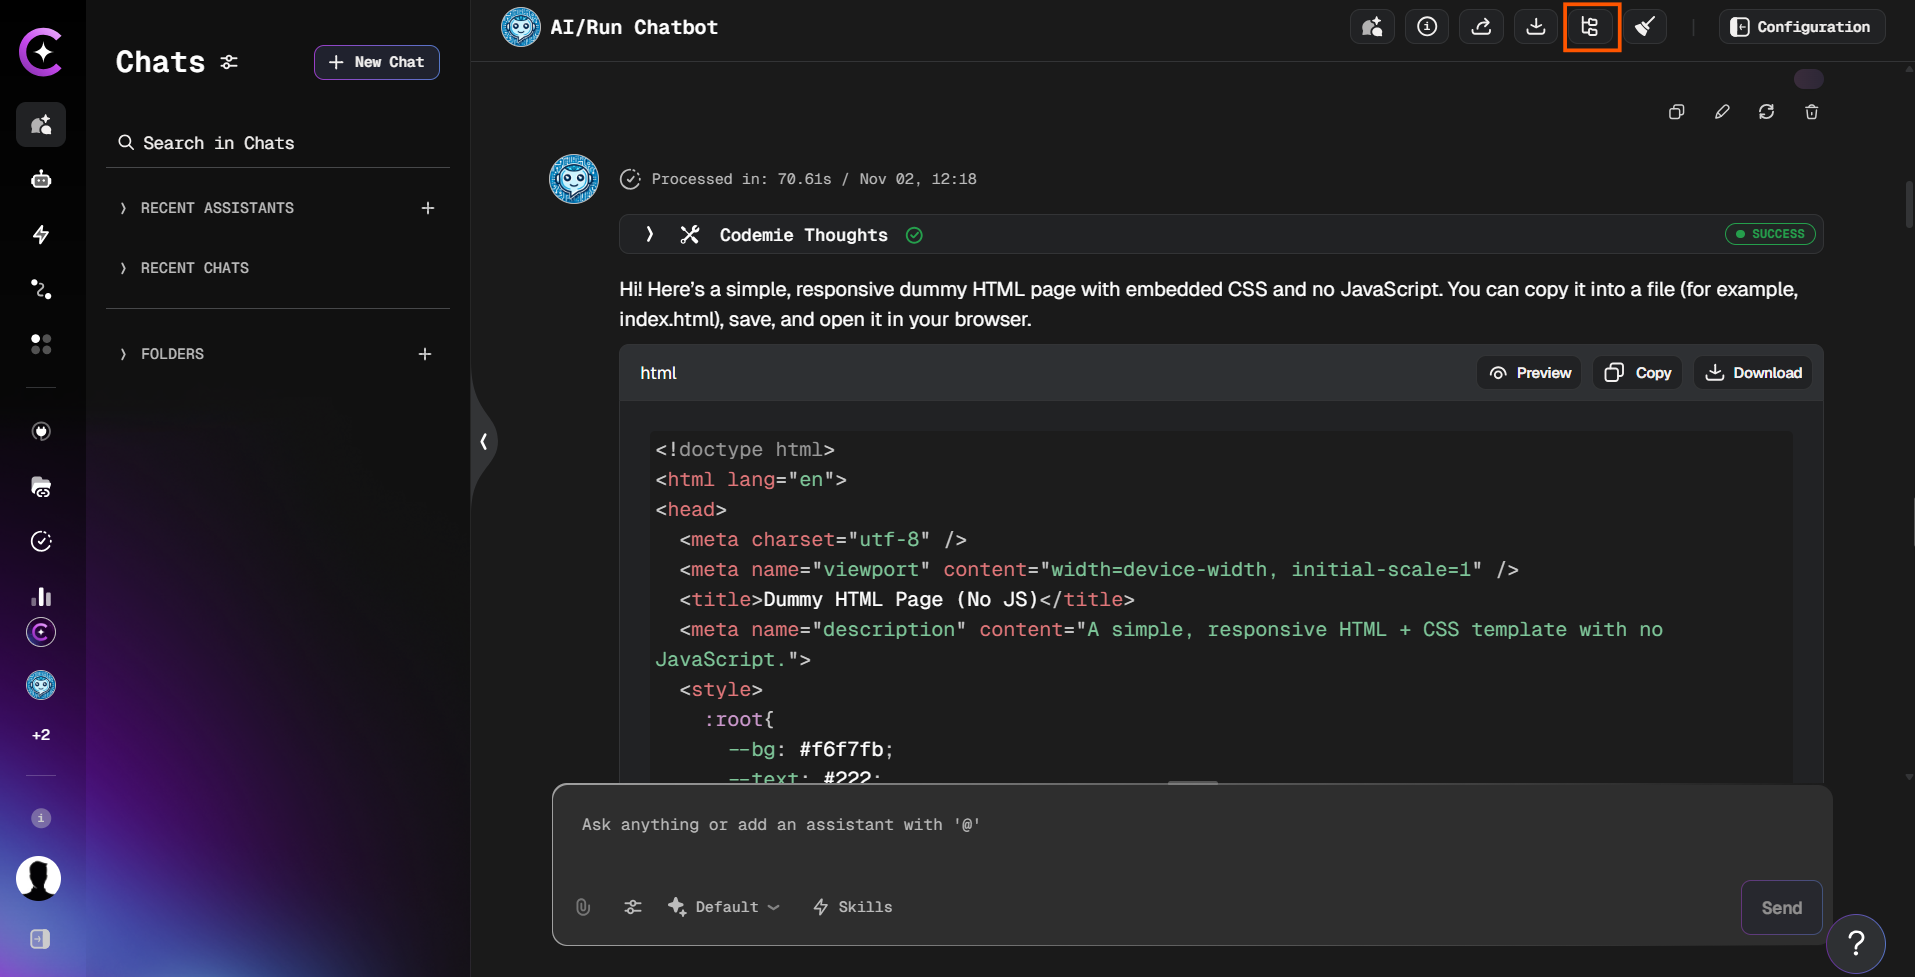 AI/Run Chatbot
Configuration
Chats
New Chat
Search in Chats
RECENT ASSISTANTS
RECENT CHATS
FOLDERS
+2
Processed in: 70.61s / Nov 02, 12:18
Codemie Thoughts
SUCCESS
Hi! Here’s a simple, responsive dummy HTML page with embedded CSS and no JavaScript. You can copy it into a file (for example,
index.html), save, and open it in your browser.
html
Preview
Copy
Download
<!doctype html>
<html lang="en">
<head>
<meta charset="utf-8" />
<meta name="viewport" content="width=device-width, initial-scale=1" />
<title>Dummy HTML Page (No JS)</title>
<meta name="description" content="A simple, responsive HTML + CSS template with no
JavaScript.">
<style>
:root{
--bg: #f6f7fb;
--text: #222;
Ask anything or add an assistant with '@'
Default
Skills
Send
?